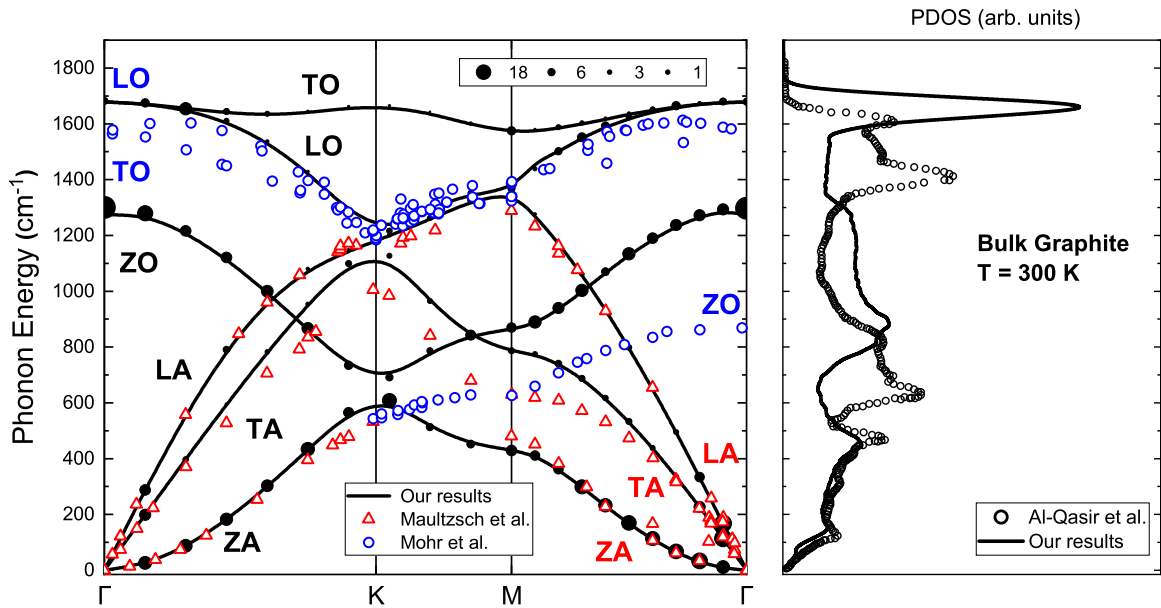 PDOS (arb. units)
1800
1600
1400
1200
1000
800
600
400
200
0
Phonon Energy (cm⁻¹)
LO
TO
18 6 3 1
LO
TO
ZO
ZO
Bulk Graphite
T = 300 K
LA
TA
LA
TA
ZA
ZA
Our results
Maultzsch et al.
Mohr et al.
Al-Qasir et al.
Our results
Γ K M Γ